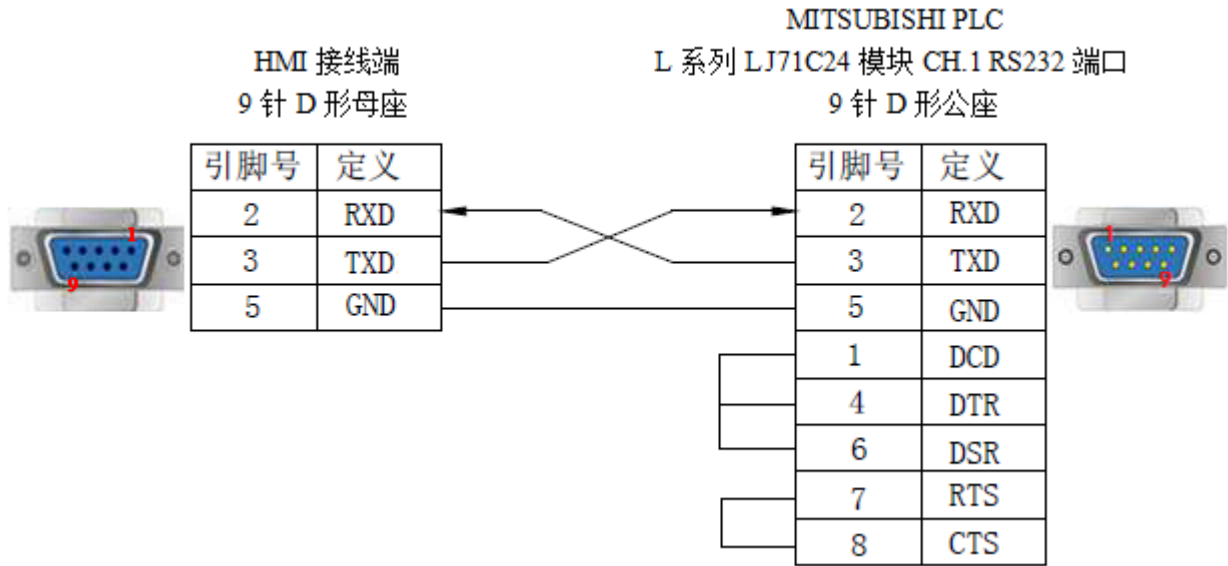 MITSUBISHI PLC
HMI 接线端
L 系列 LJ71C24 模块 CH.1 RS232 端口
9 针 D 形母座
9 针 D 形公座
引脚号 定义
2 RXD
3 TXD
5 GND
引脚号 定义
2 RXD
3 TXD
5 GND
1 DCD
4 DTR
6 DSR
7 RTS
8 CTS
1
9
1
9